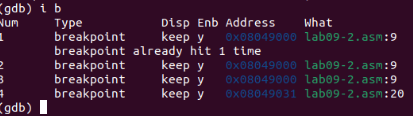 (gdb) i b
Num     Type           Disp Enb Address    What
1       breakpoint     keep y   0x08049000 lab09-2.asm:9
        breakpoint already hit 1 time
2       breakpoint     keep y   0x08049000 lab09-2.asm:9
3       breakpoint     keep y   0x08049000 lab09-2.asm:9
4       breakpoint     keep y   0x08049031 lab09-2.asm:20
(gdb)